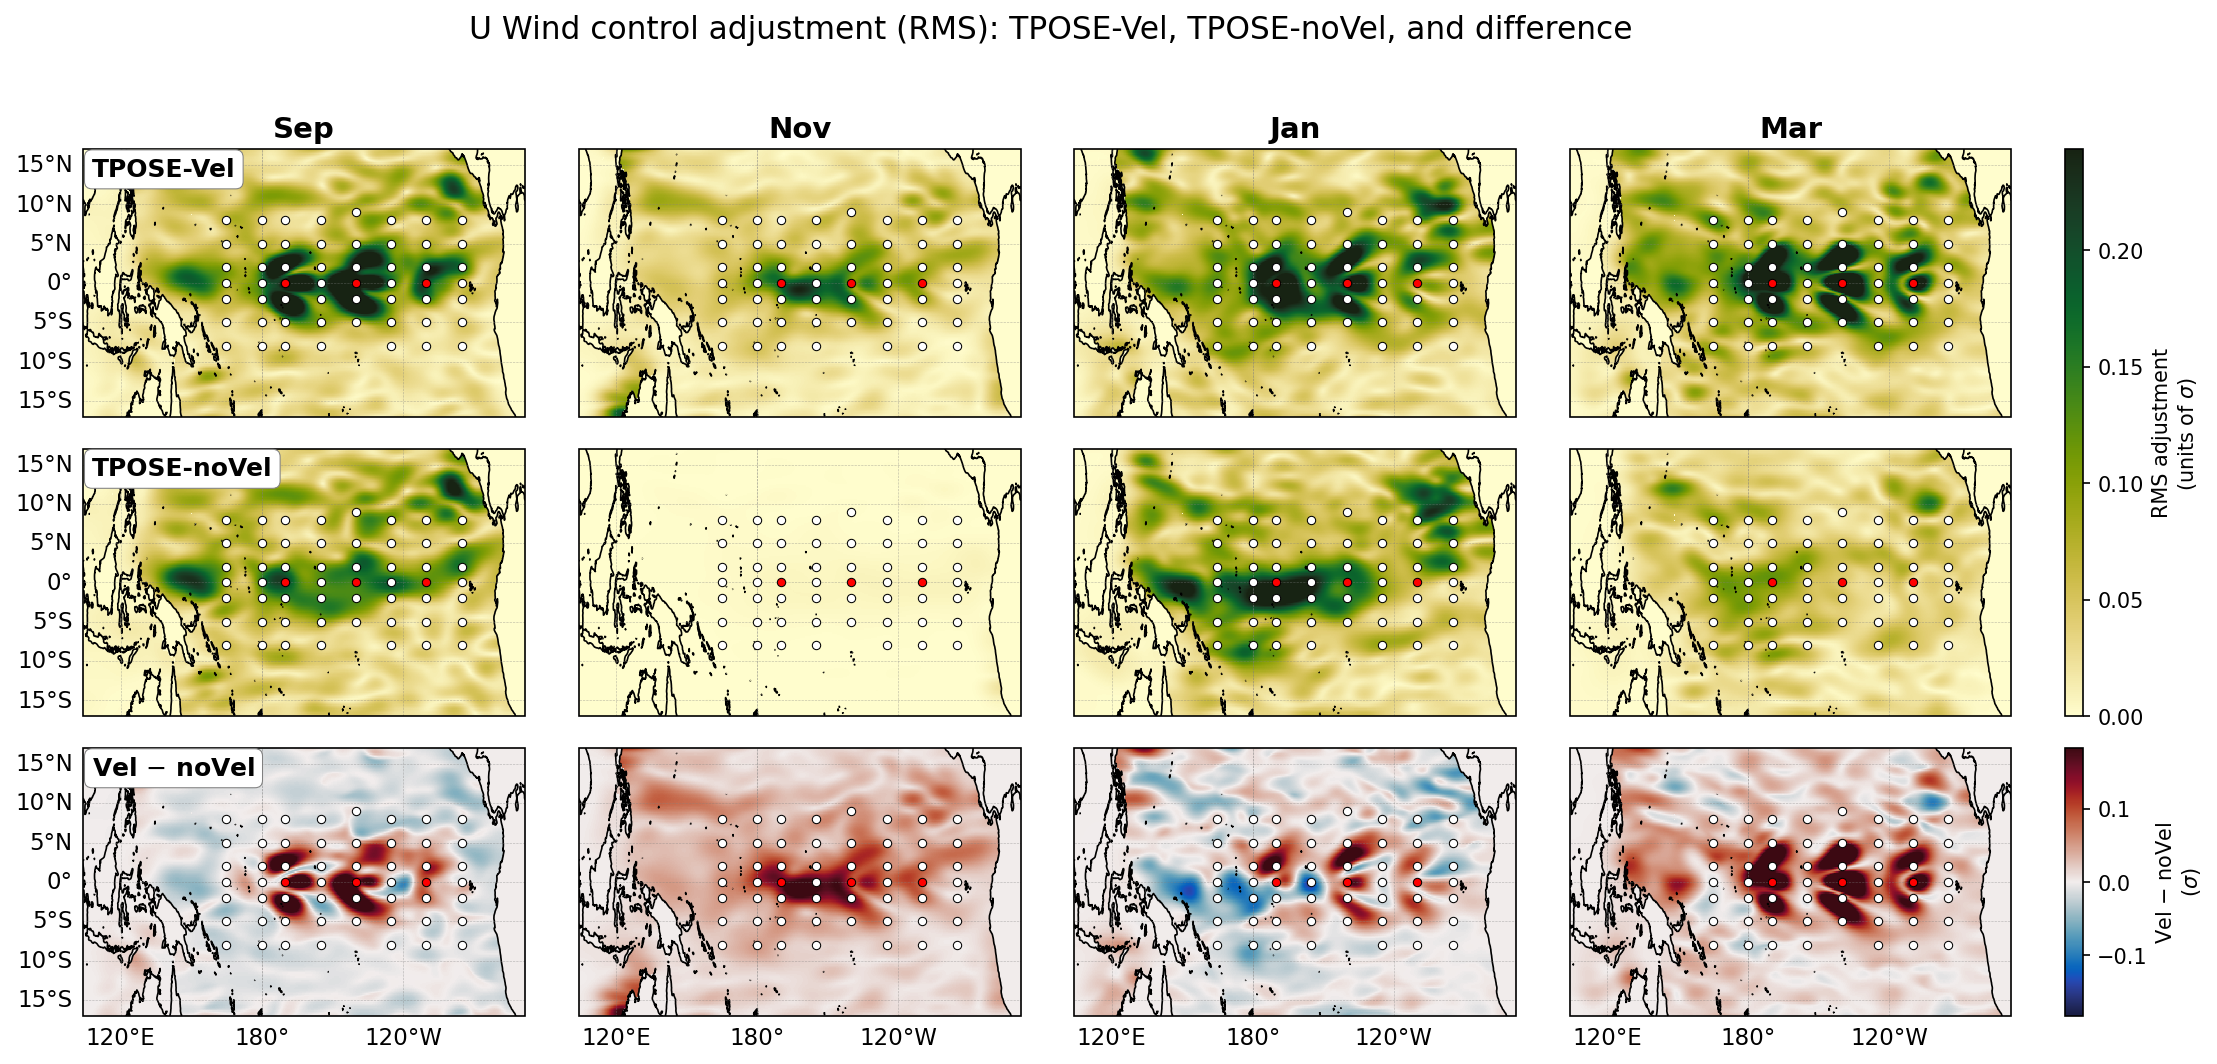 U Wind control adjustment (RMS): TPOSE-Vel, TPOSE-noVel, and difference
Sep
Nov
Jan
Mar
TPOSE-Vel
15°N
10°N
5°N
0°
5°S
10°S
15°S
TPOSE-noVel
15°N
10°N
5°N
0°
5°S
10°S
15°S
Vel − noVel
15°N
10°N
5°N
0°
5°S
10°S
15°S
120°E
180°
120°W
120°E
180°
120°W
120°E
180°
120°W
120°E
180°
120°W
0.20
0.15
0.10
0.05
0.00
RMS adjustment
(units of σ)
0.1
0.0
−0.1
Vel − noVel
(σ)